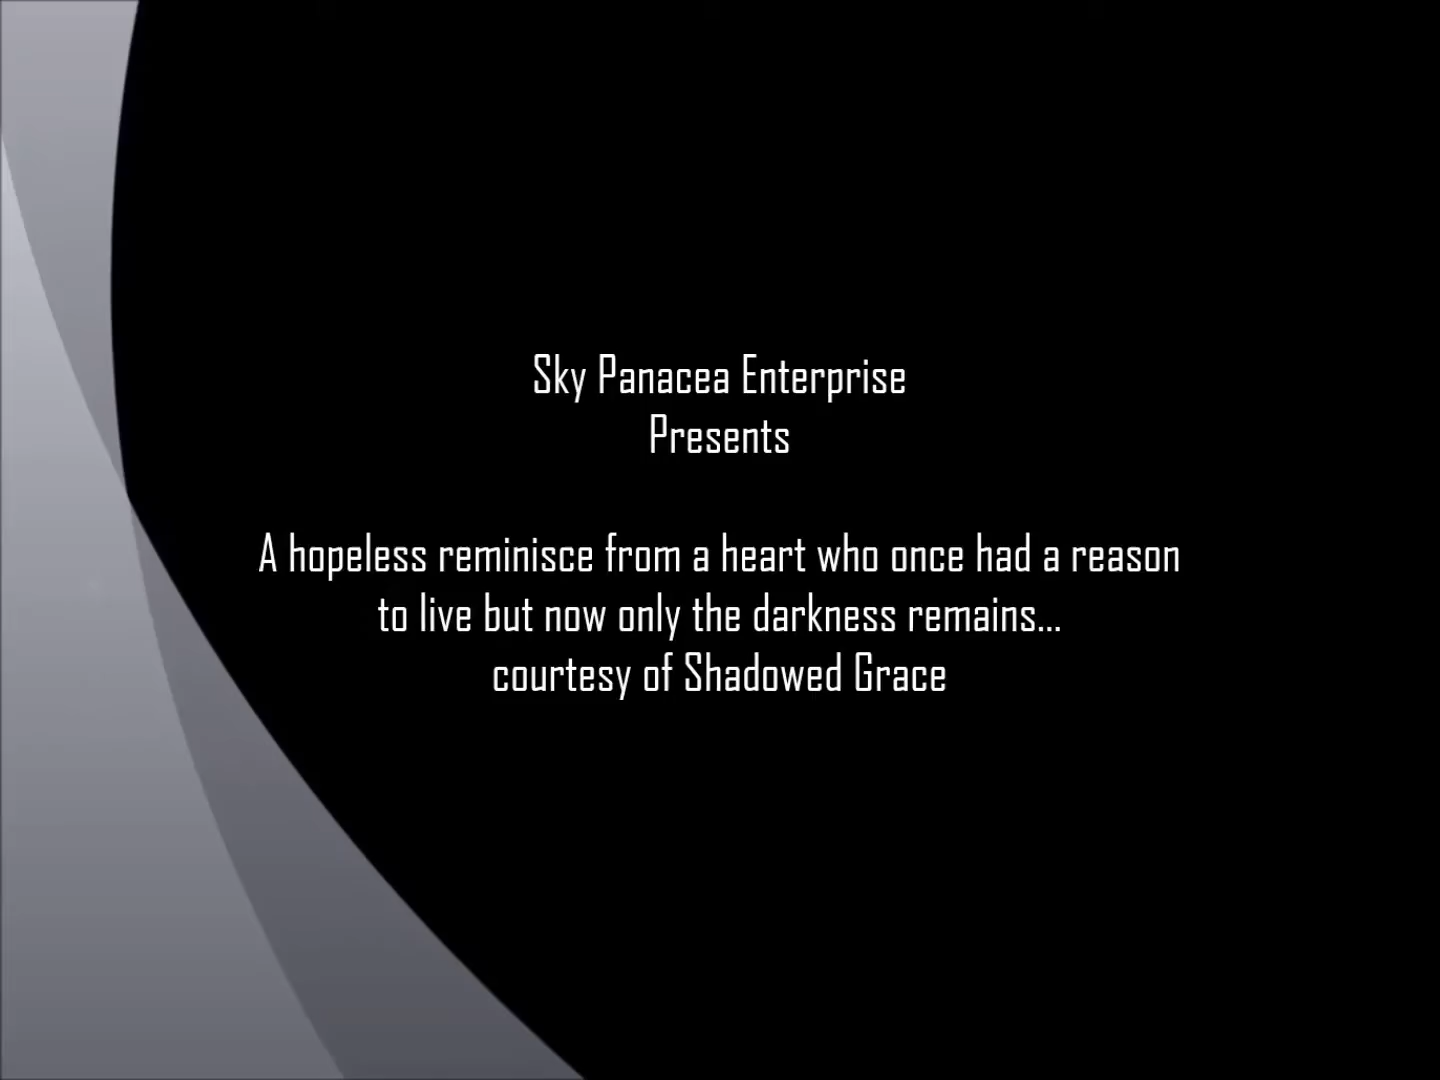 Sky Panacea Enterprise
Presents
A hopeless reminisce from a heart who once had a reason
to live but now only the darkness remains...
courtesy of Shadowed Grace